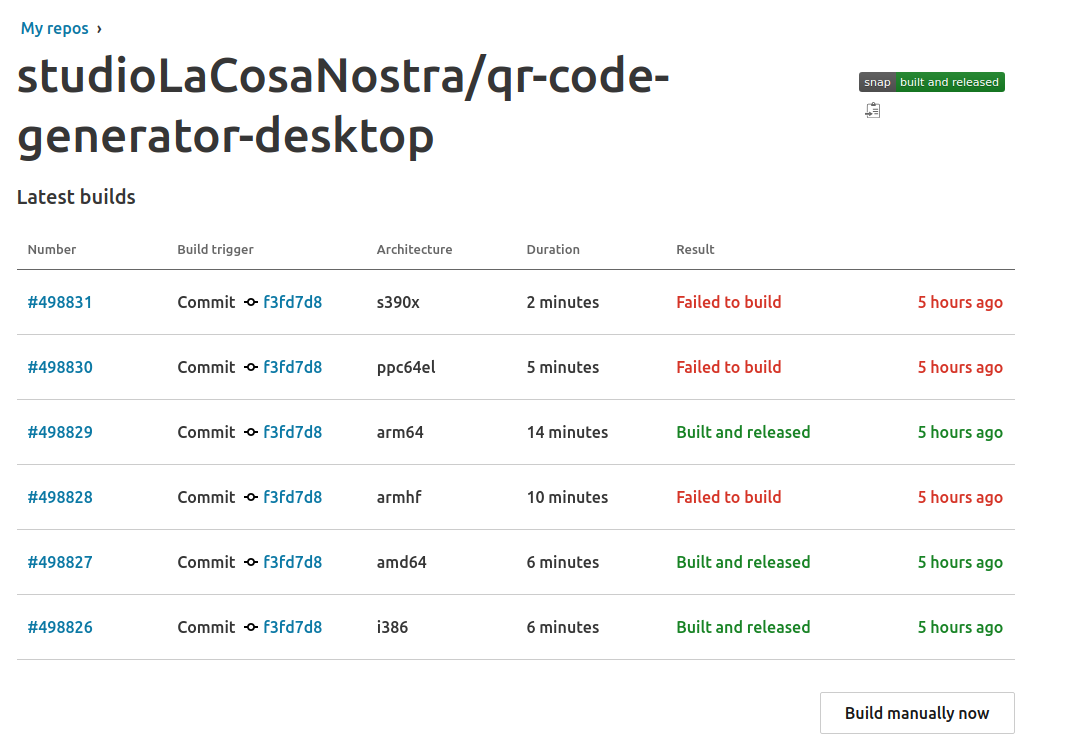 My repos ›
studioLaCosaNostra/qr-code-
generator-desktop
snap built and released
Latest builds
Number Build trigger Architecture Duration Result
#498831 Commit f3fd7d8 s390x 2 minutes Failed to build 5 hours ago
#498830 Commit f3fd7d8 ppc64el 5 minutes Failed to build 5 hours ago
#498829 Commit f3fd7d8 arm64 14 minutes Built and released 5 hours ago
#498828 Commit f3fd7d8 armhf 10 minutes Failed to build 5 hours ago
#498827 Commit f3fd7d8 amd64 6 minutes Built and released 5 hours ago
#498826 Commit f3fd7d8 i386 6 minutes Built and released 5 hours ago
Build manually now